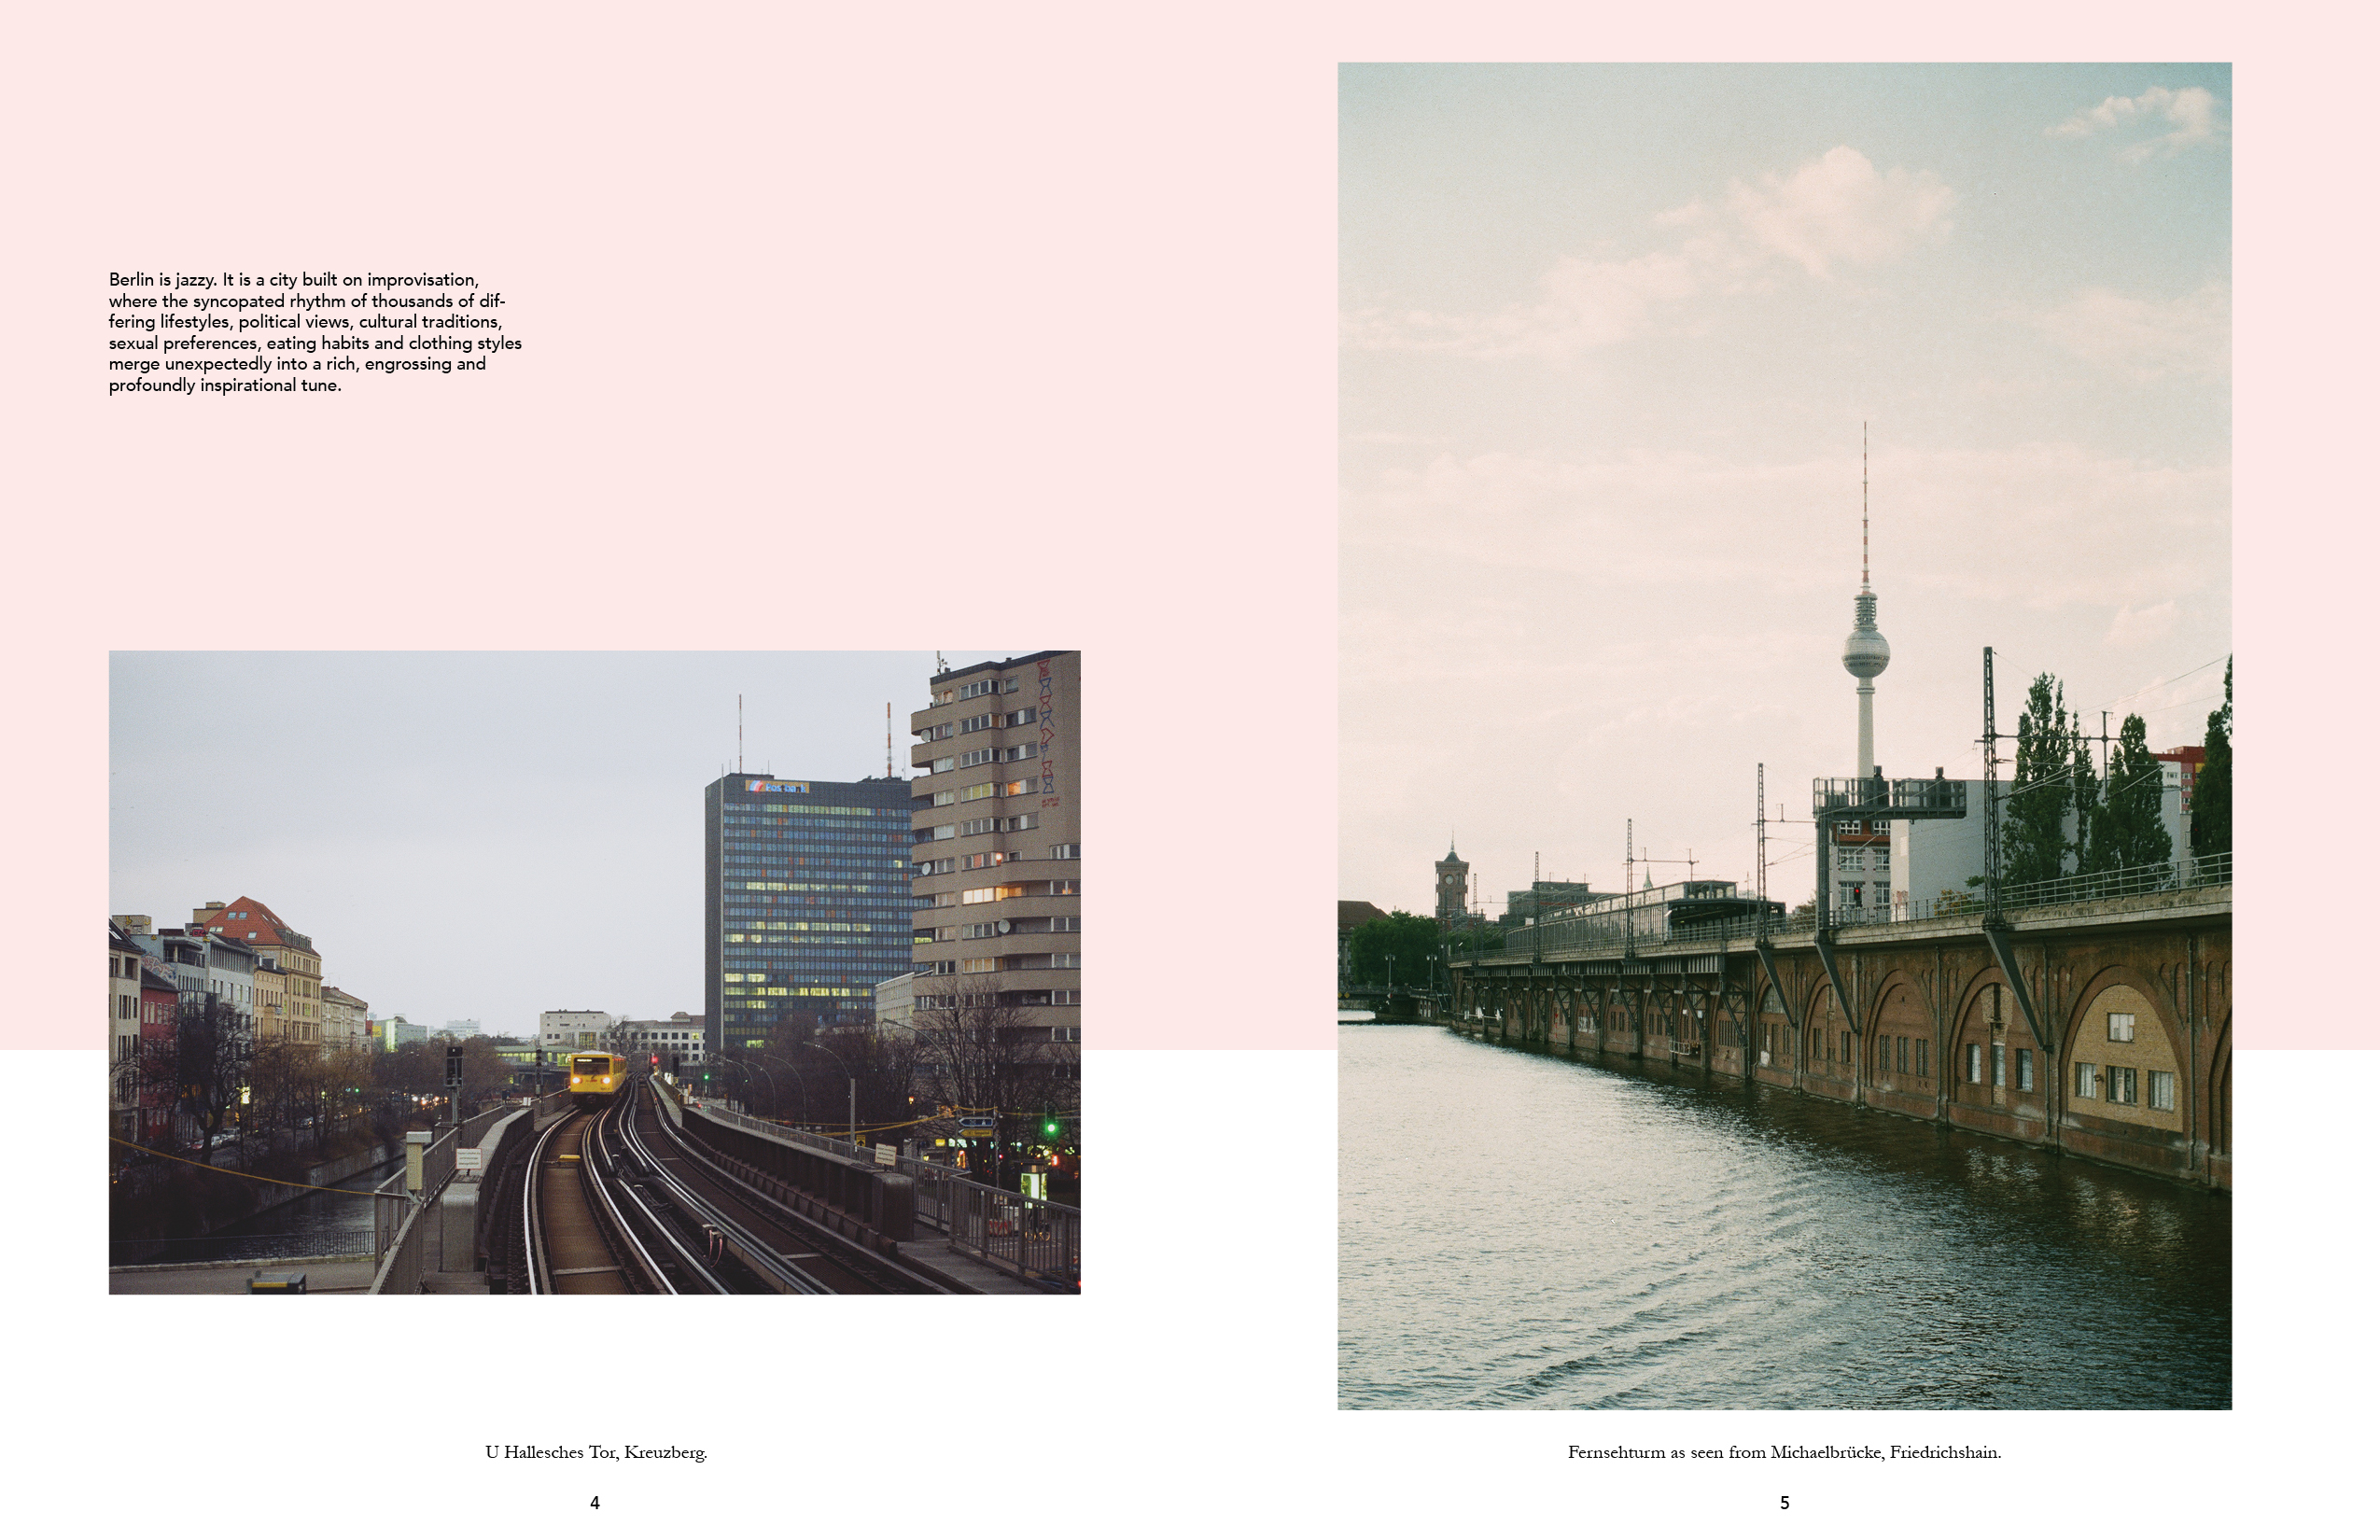 Berlin is jazzy. It is a city built on improvisation,
where the syncopated rhythm of thousands of dif-
fering lifestyles, political views, cultural traditions,
sexual preferences, eating habits and clothing styles
merge unexpectedly into a rich, engrossing and
profoundly inspirational tune.
U Hallesches Tor, Kreuzberg.
4
Fernsehturm as seen from Michaelbrücke, Friedrichshain.
5